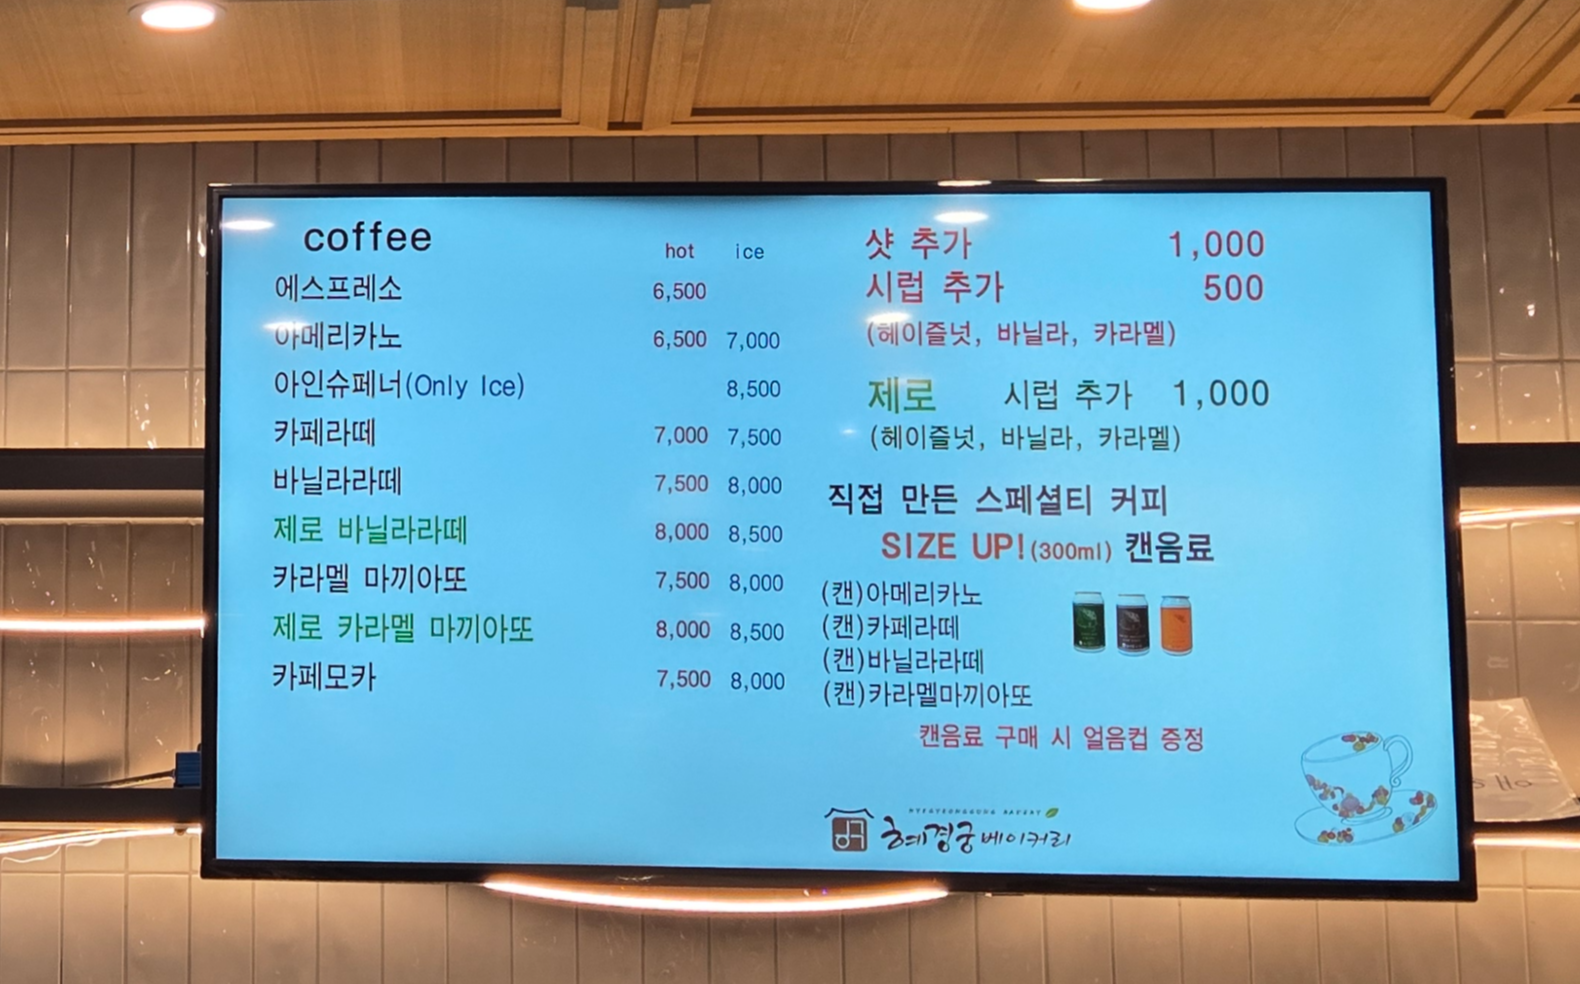 coffee
hot ice
에스프레소 6,500
아메리카노 6,500 7,000
아인슈페너(Only Ice) 8,500
카페라떼 7,000 7,500
바닐라라떼 7,500 8,000
제로 바닐라라떼 8,000 8,500
카라멜 마끼아또 7,500 8,000
제로 카라멜 마끼아또 8,000 8,500
카페모카 7,500 8,000
샷 추가 1,000
시럽 추가 500
(헤이즐넛, 바닐라, 카라멜)
제로 시럽 추가 1,000
(헤이즐넛, 바닐라, 카라멜)
직접 만든 스페셜티 커피
SIZE UP!(300ml) 캔음료
(캔)아메리카노
(캔)카페라떼
(캔)바닐라라떼
(캔)카라멜마끼아또
캔음료 구매 시 얼음컵 증정
HYEGYEONGGUNG BAKERY
혜경궁베이커리